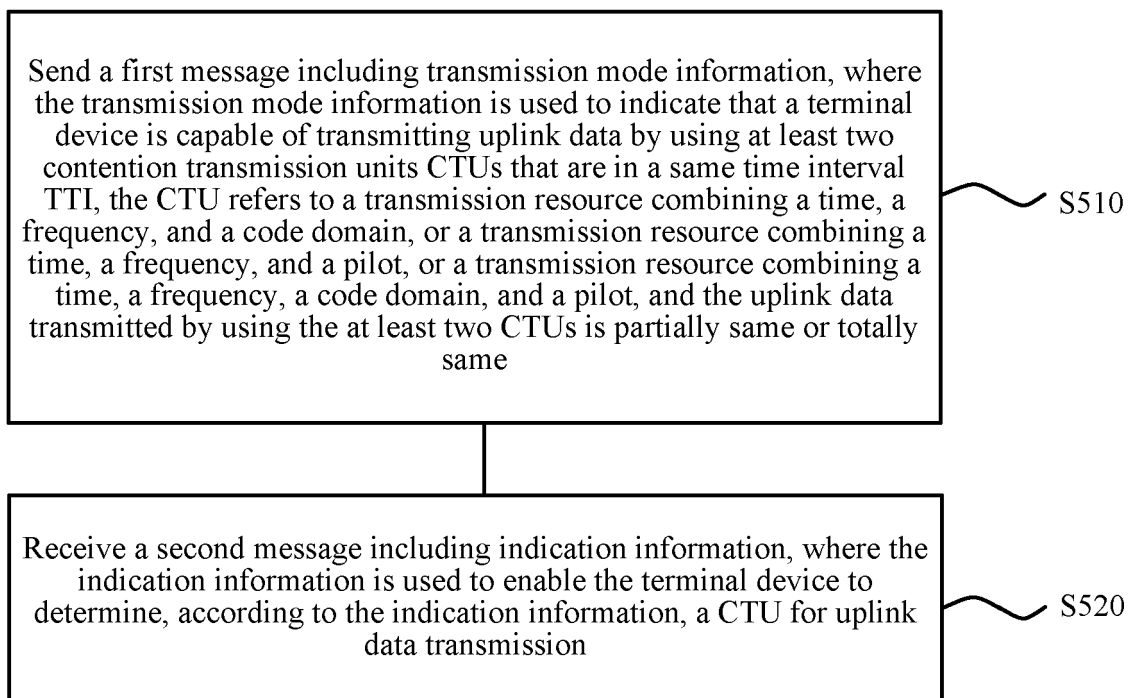 Send a first message including transmission mode information, where
the transmission mode information is used to indicate that a terminal
device is capable of transmitting uplink data by using at least two
contention transmission units CTUs that are in a same time interval
TTI, the CTU refers to a transmission resource combining a time, a
frequency, and a code domain, or a transmission resource combining a
time, a frequency, and a pilot, or a transmission resource combining a
time, a frequency, a code domain, and a pilot, and the uplink data
transmitted by using the at least two CTUs is partially same or totally
same
S510
Receive a second message including indication information, where the
indication information is used to enable the terminal device to
determine, according to the indication information, a CTU for uplink
data transmission
S520